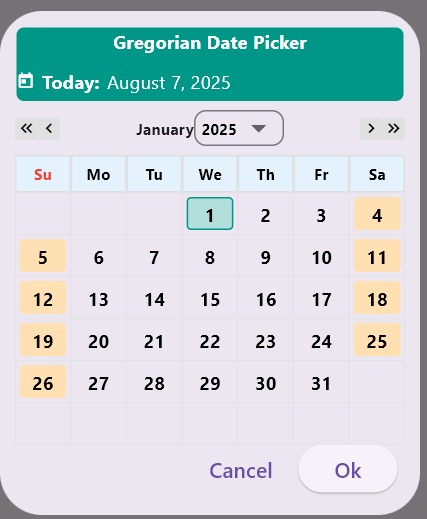 Gregorian Date Picker
Today: August 7, 2025
January 2025
Su Mo Tu We Th Fr Sa
1 2 3 4
5 6 7 8 9 10 11
12 13 14 15 16 17 18
19 20 21 22 23 24 25
26 27 28 29 30 31
Cancel Ok